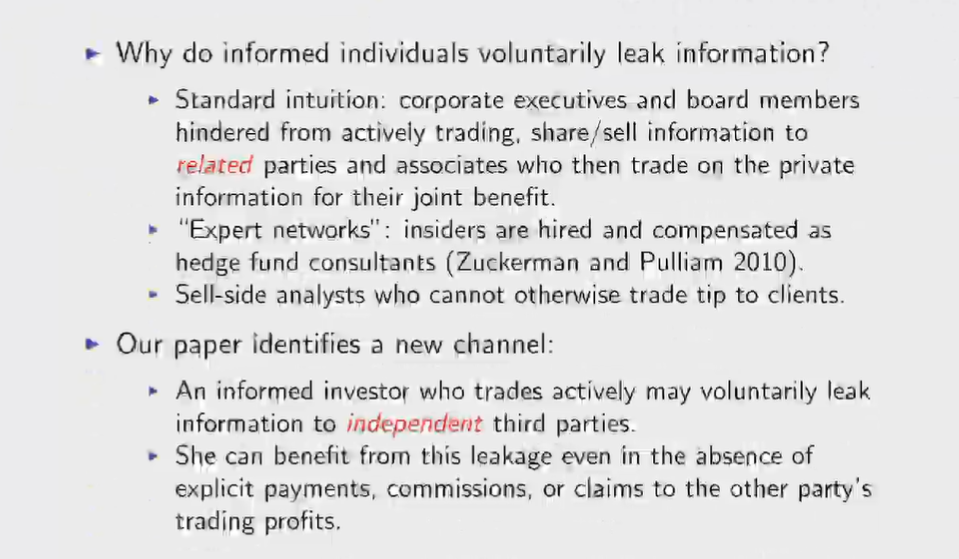 Why do informed individuals voluntarily leak information?
Standard intuition: corporate executives and board members
hindered from actively trading, share/sell information to
related parties and associates who then trade on the private
information for their joint benefit.
"Expert networks": insiders are hired and compensated as
hedge fund consultants (Zuckerman and Pulliam 2010).
Sell-side analysts who cannot otherwise trade tip to clients.
Our paper identifies a new channel:
An informed investor who trades actively may voluntarily leak
information to independent third parties.
She can benefit from this leakage even in the absence of
explicit payments, commissions, or claims to the other party's
trading profits.